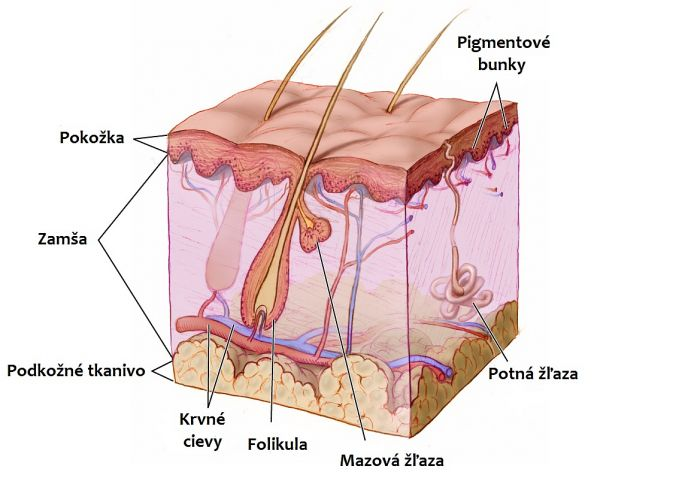 Pigmentové
bunky
Pokožka
Zamša
Podkožné tkanivo
Potná žľaza
Krvné
cievy
Folikula
Mazová žľaza